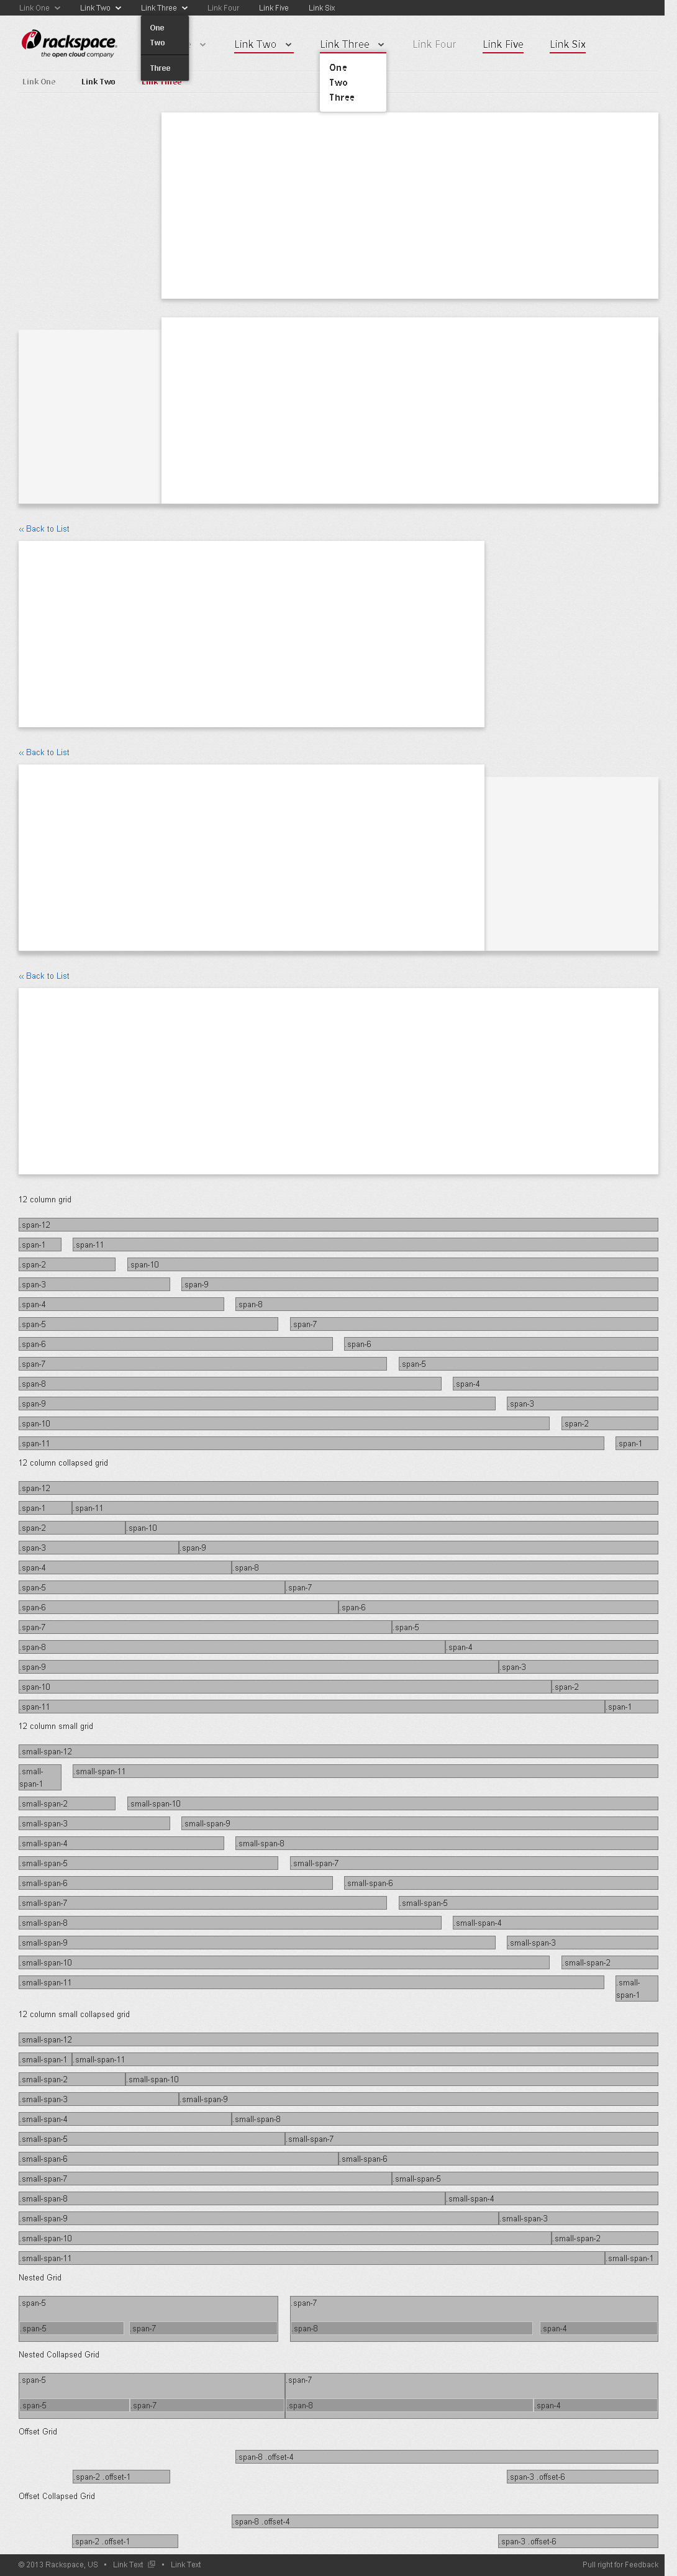 Link One Link Two Link Three Link Four Link Five Link Six
One
Two
Three
rackspace.
the open cloud company
Link Two Link Three Link Four Link Five Link Six
One
Two
Three
Link One Link Two Link Three
‹‹ Back to List
‹‹ Back to List
‹‹ Back to List
12 column grid
.span-12
.span-1 .span-11
.span-2 .span-10
.span-3 .span-9
.span-4 .span-8
.span-5 .span-7
.span-6 .span-6
.span-7 .span-5
.span-8 .span-4
.span-9 .span-3
.span-10 .span-2
.span-11 .span-1
12 column collapsed grid
.span-12
.span-1 .span-11
.span-2 .span-10
.span-3 .span-9
.span-4 .span-8
.span-5 .span-7
.span-6 .span-6
.span-7 .span-5
.span-8 .span-4
.span-9 .span-3
.span-10 .span-2
.span-11 .span-1
12 column small grid
.small-span-12
.small-span-1 .small-span-11
.small-span-2 .small-span-10
.small-span-3 .small-span-9
.small-span-4 .small-span-8
.small-span-5 .small-span-7
.small-span-6 .small-span-6
.small-span-7 .small-span-5
.small-span-8 .small-span-4
.small-span-9 .small-span-3
.small-span-10 .small-span-2
.small-span-11 .small-span-1
12 column small collapsed grid
.small-span-12
.small-span-1 .small-span-11
.small-span-2 .small-span-10
.small-span-3 .small-span-9
.small-span-4 .small-span-8
.small-span-5 .small-span-7
.small-span-6 .small-span-6
.small-span-7 .small-span-5
.small-span-8 .small-span-4
.small-span-9 .small-span-3
.small-span-10 .small-span-2
.small-span-11 .small-span-1
Nested Grid
.span-5 .span-7
.span-5 .span-7 .span-8 .span-4
Nested Collapsed Grid
.span-5 .span-7
.span-5 .span-7 .span-8 .span-4
Offset Grid
.span-8 .offset-4
.span-2 .offset-1 .span-3 .offset-6
Offset Collapsed Grid
.span-8 .offset-4
.span-2 .offset-1 .span-3 .offset-6
© 2013 Rackspace, US • Link Text • Link Text Pull right for Feedback